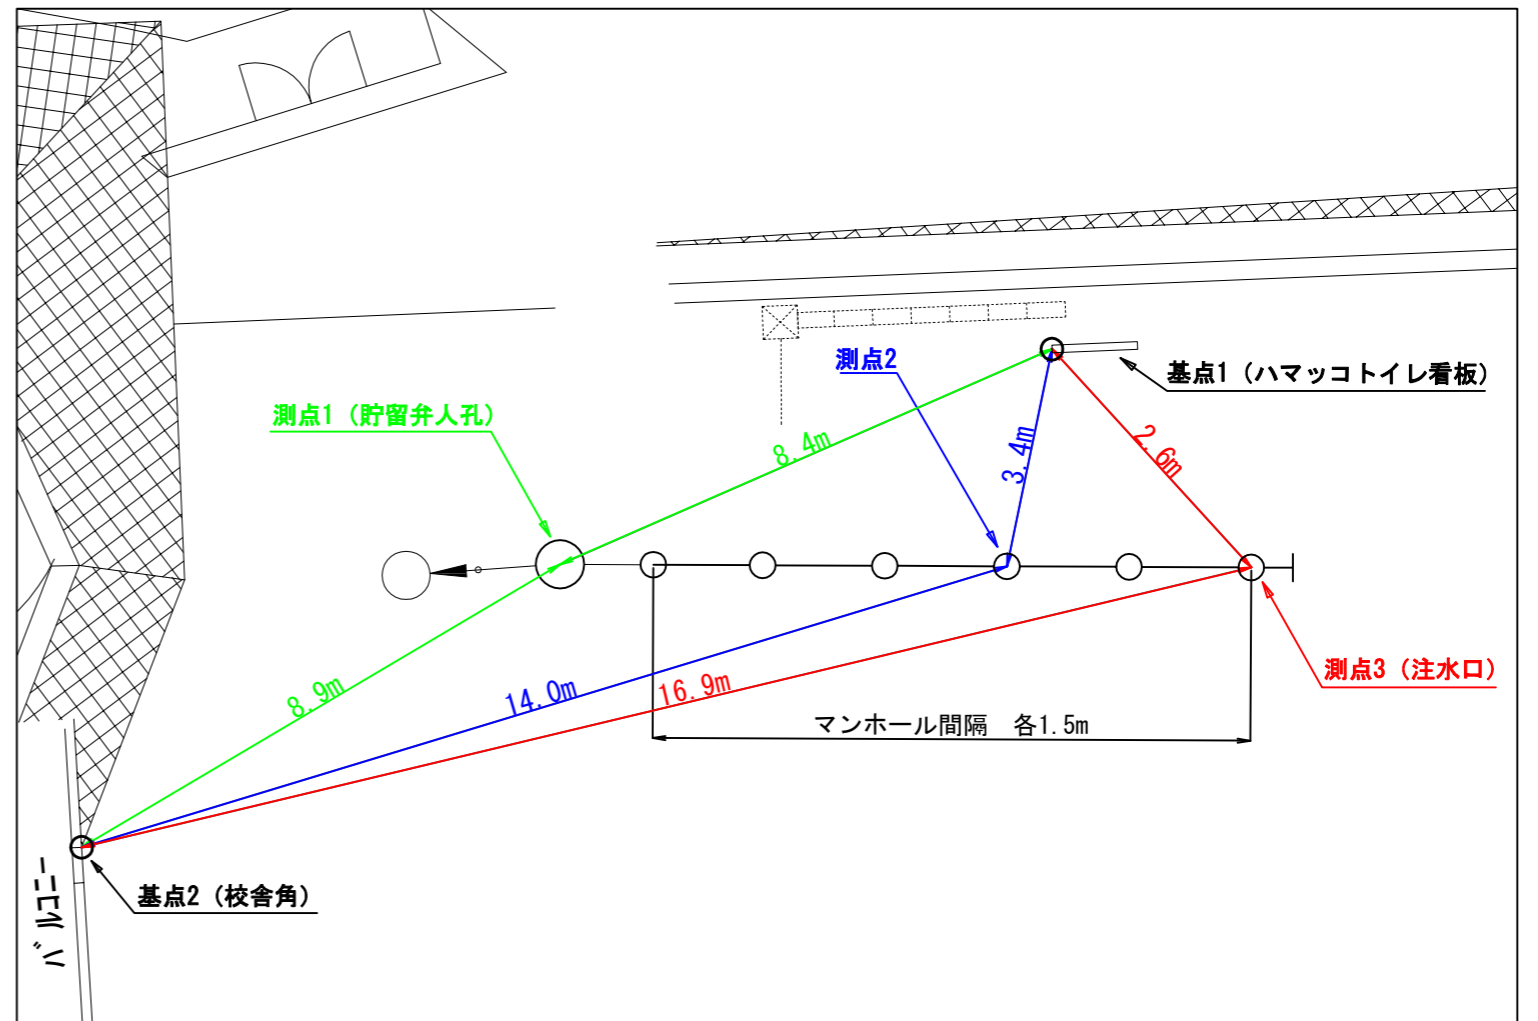 測点2
基点1（ハマッコトイレ看板）
測点1（貯留弁人孔）
8.4m
3.4m
2.6m
測点3（注水口）
8.9m
14.0m
16.9m
マンホール間隔　各1.5m
基点2（校舎角）
バルコニー